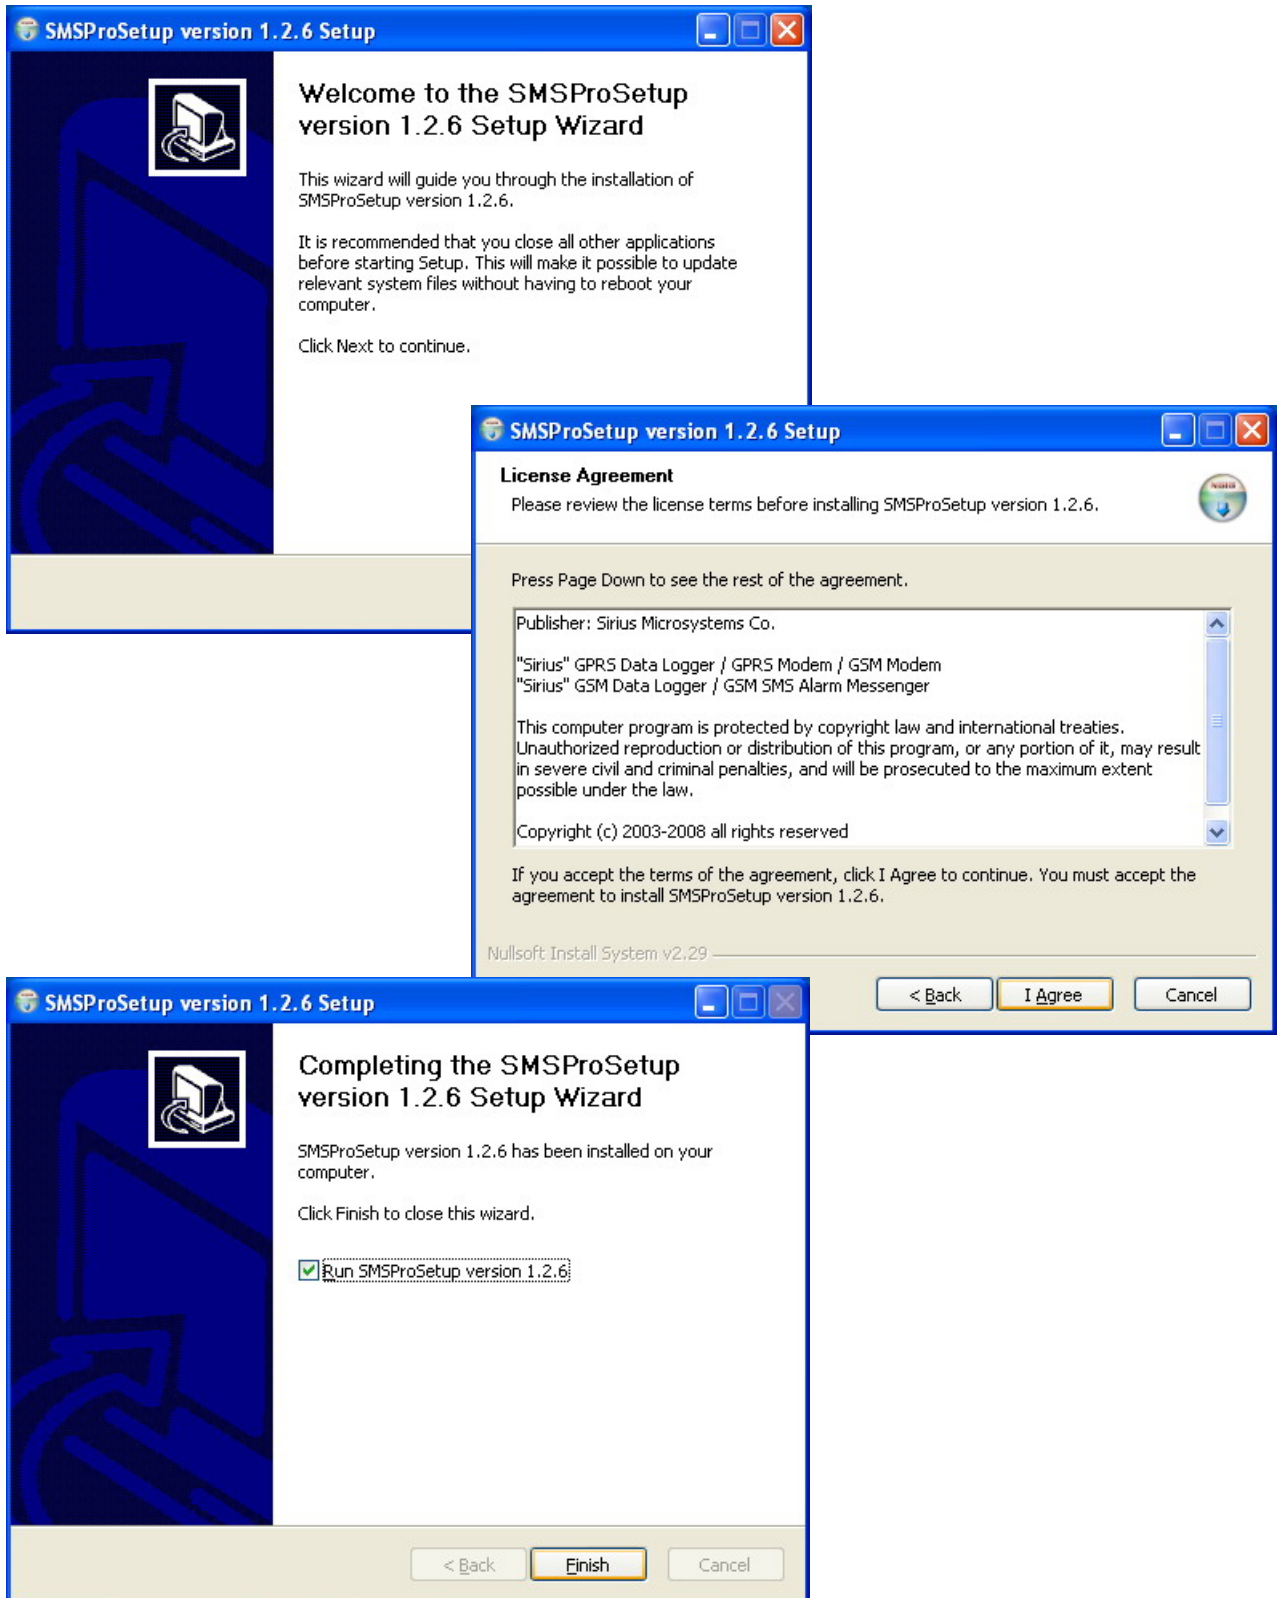 SMSProSetup version 1.2.6 Setup
Welcome to the SMSProSetup
version 1.2.6 Setup Wizard
This wizard will guide you through the installation of
SMSProSetup version 1.2.6.
It is recommended that you close all other applications
before starting Setup. This will make it possible to update
relevant system files without having to reboot your
computer.
Click Next to continue.
SMSProSetup version 1.2.6 Setup
License Agreement
Please review the license terms before installing SMSProSetup version 1.2.6.
Press Page Down to see the rest of the agreement.
Publisher: Sirius Microsystems Co.
"Sirius" GPRS Data Logger / GPRS Modem / GSM Modem
"Sirius" GSM Data Logger / GSM SMS Alarm Messenger
This computer program is protected by copyright law and international treaties.
Unauthorized reproduction or distribution of this program, or any portion of it, may result
in severe civil and criminal penalties, and will be prosecuted to the maximum extent
possible under the law.
Copyright (c) 2003-2008 all rights reserved
If you accept the terms of the agreement, click I Agree to continue. You must accept the
agreement to install SMSProSetup version 1.2.6.
Nullsoft Install System v2.29
< Back
I Agree
Cancel
SMSProSetup version 1.2.6 Setup
Completing the SMSProSetup
version 1.2.6 Setup Wizard
SMSProSetup version 1.2.6 has been installed on your
computer.
Click Finish to close this wizard.
Run SMSProSetup version 1.2.6
< Back
Finish
Cancel